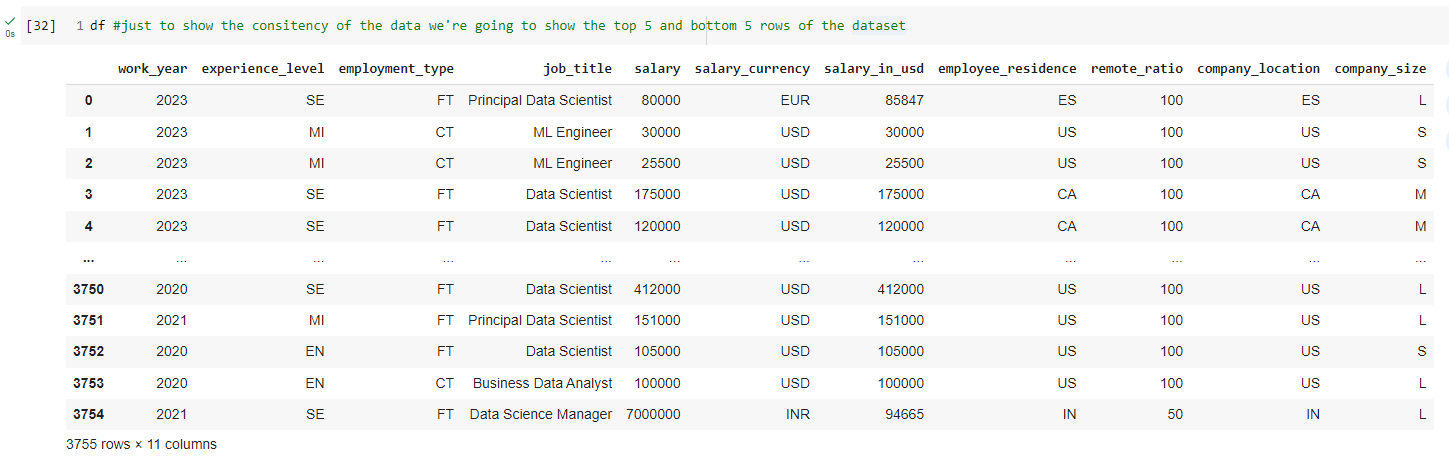 [32] 1 df #just to show the consitency of the data we're going to show the top 5 and bottom 5 rows of the dataset
0s
work_year experience_level employment_type job_title salary salary_currency salary_in_usd employee_residence remote_ratio company_location company_size
0 2023 SE FT Principal Data Scientist 80000 EUR 85847 ES 100 ES L
1 2023 MI CT ML Engineer 30000 USD 30000 US 100 US S
2 2023 MI CT ML Engineer 25500 USD 25500 US 100 US S
3 2023 SE FT Data Scientist 175000 USD 175000 CA 100 CA M
4 2023 SE FT Data Scientist 120000 USD 120000 CA 100 CA M
... ... ... ... ... ... ... ... ... ... ... ...
3750 2020 SE FT Data Scientist 412000 USD 412000 US 100 US L
3751 2021 MI FT Principal Data Scientist 151000 USD 151000 US 100 US L
3752 2020 EN FT Data Scientist 105000 USD 105000 US 100 US S
3753 2020 EN CT Business Data Analyst 100000 USD 100000 US 100 US L
3754 2021 SE FT Data Science Manager 7000000 INR 94665 IN 50 IN L
3755 rows × 11 columns